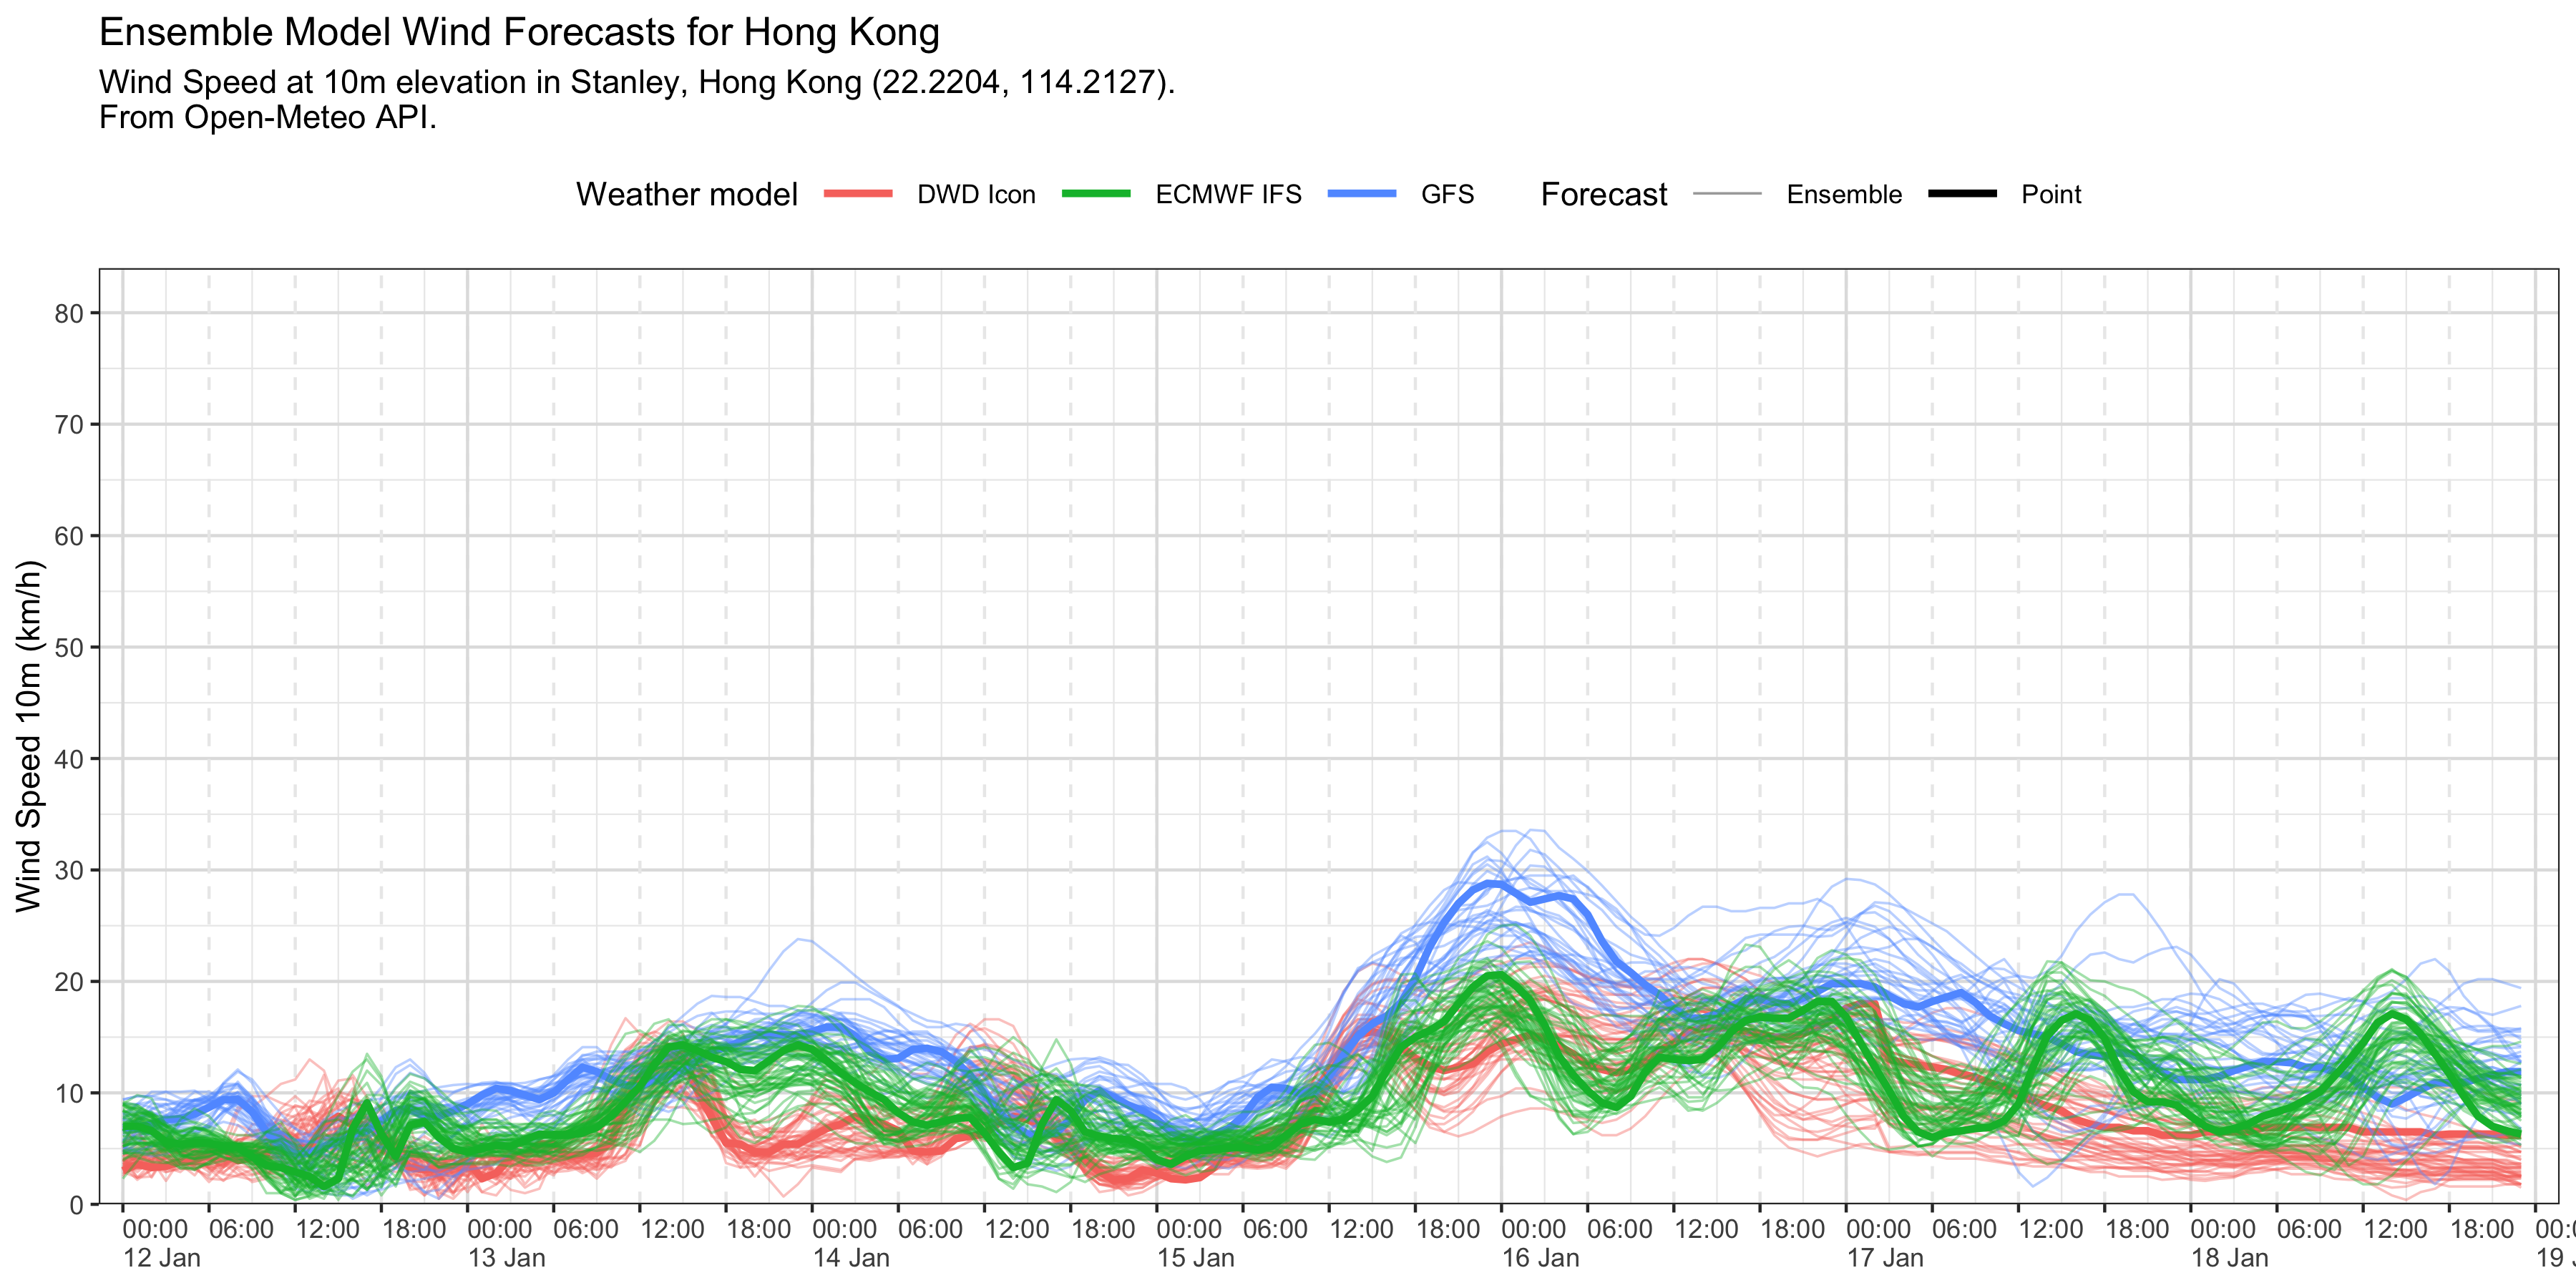 Ensemble Model Wind Forecasts for Hong Kong
Wind Speed at 10m elevation in Stanley, Hong Kong (22.2204, 114.2127).
From Open-Meteo API.
Weather model DWD Icon ECMWF IFS GFS Forecast Ensemble Point
Wind Speed 10m (km/h)
80
70
60
50
40
30
20
10
0
00:00 06:00 12:00 18:00 00:00 06:00 12:00 18:00 00:00 06:00 12:00 18:00 00:00 06:00 12:00 18:00 00:00 06:00 12:00 18:00 00:00 06:00 12:00 18:00 00:00 06:00 12:00 18:00
12 Jan 13 Jan 14 Jan 15 Jan 16 Jan 17 Jan 18 Jan 19